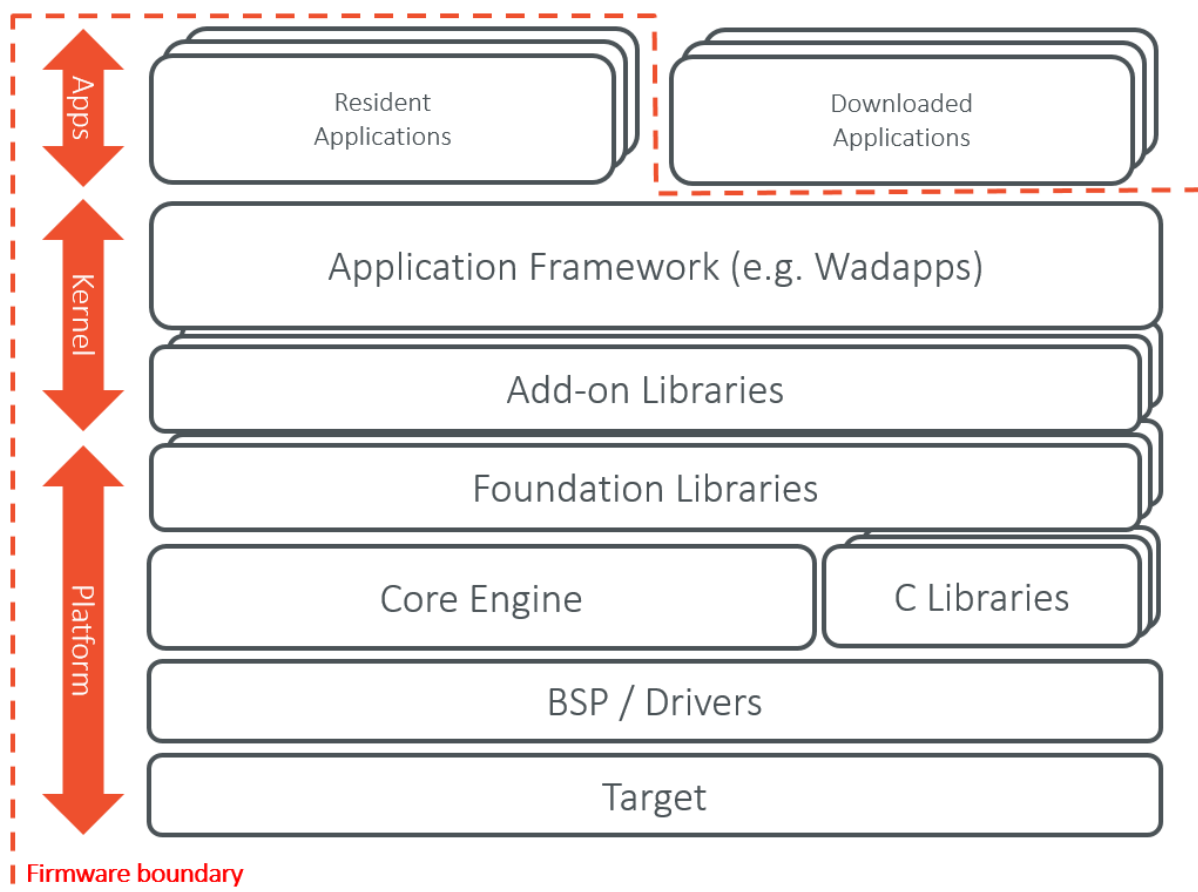 Apps
Resident
Applications
Downloaded
Applications
Kernel
Application Framework (e.g. Wadapps)
Add-on Libraries
Platform
Foundation Libraries
Core Engine
C Libraries
BSP / Drivers
Target
Firmware boundary